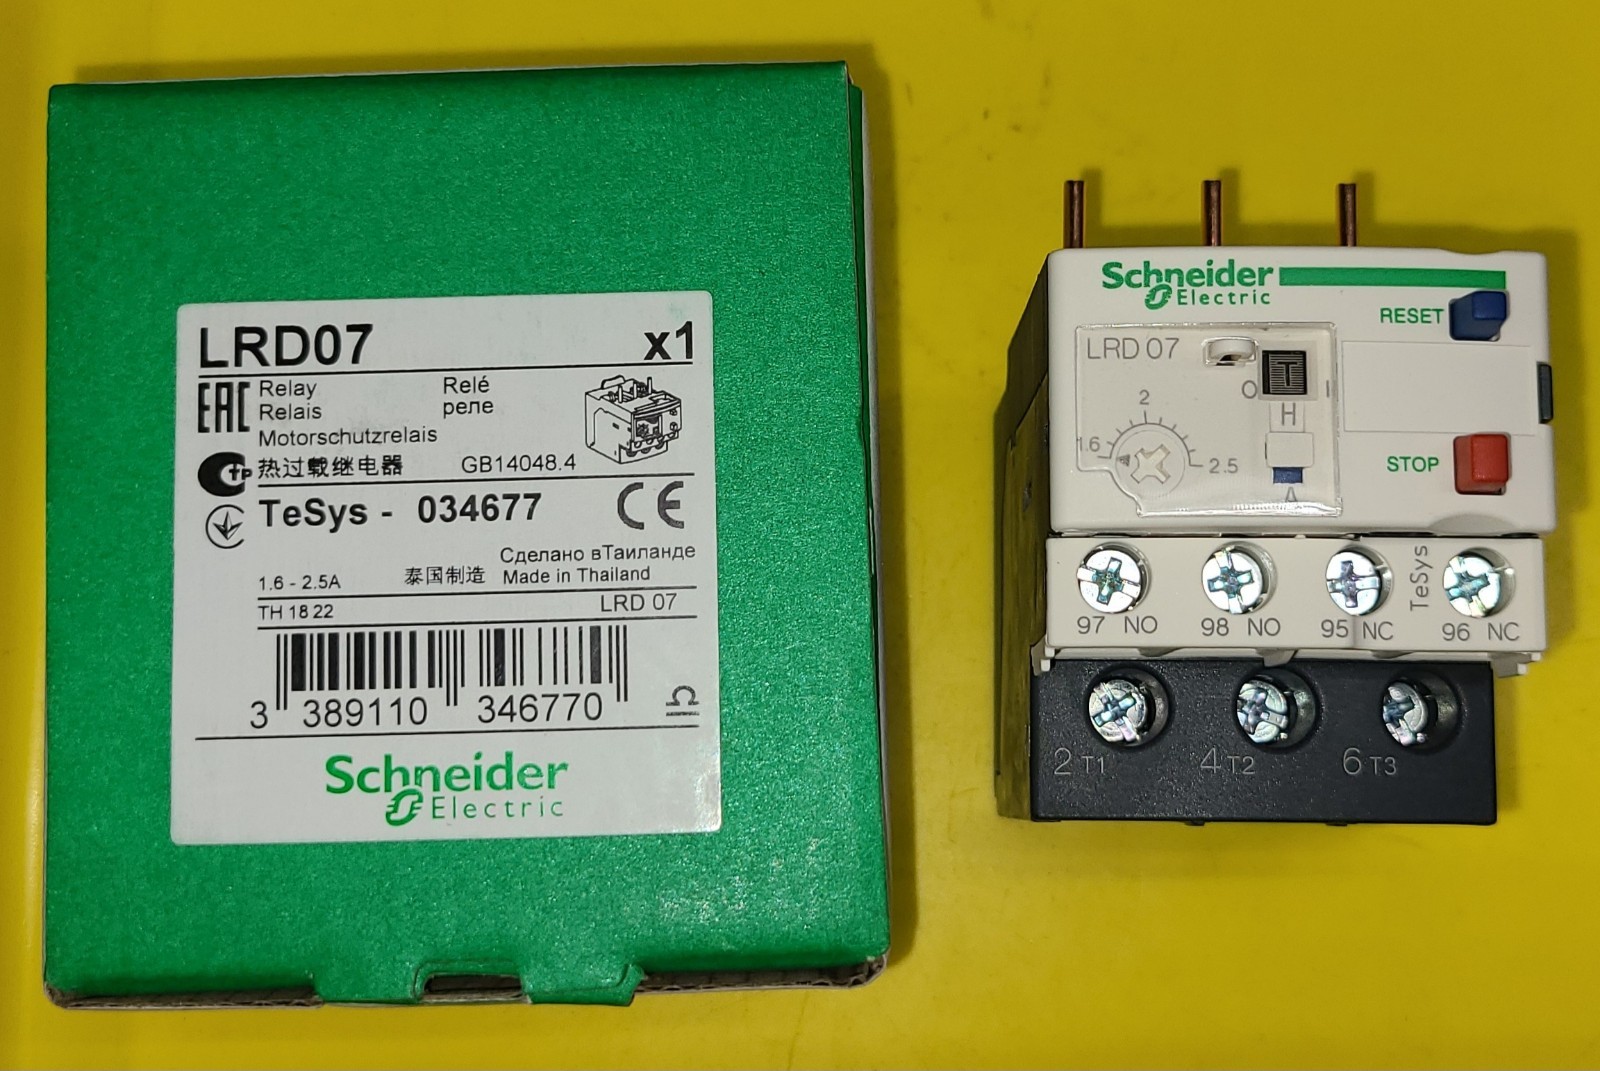 LRD07 x1
EAC
Relay Relé
Relais реле
Motorschutzrelais
热过载继电器 GB14048.4
TeSys - 034677 CE
Сделано вТаиланде
1.6 - 2.5A 泰国制造 Made in Thailand
TH 18 22 LRD 07
3 389110 346770
Schneider
Electric
Schneider
Electric
RESET
LRD 07
O T I
H
2
1.6
2.5
A
STOP
TeSys
97 NO 98 NO 95 NC 96 NC
2 T1 4 T2 6 T3